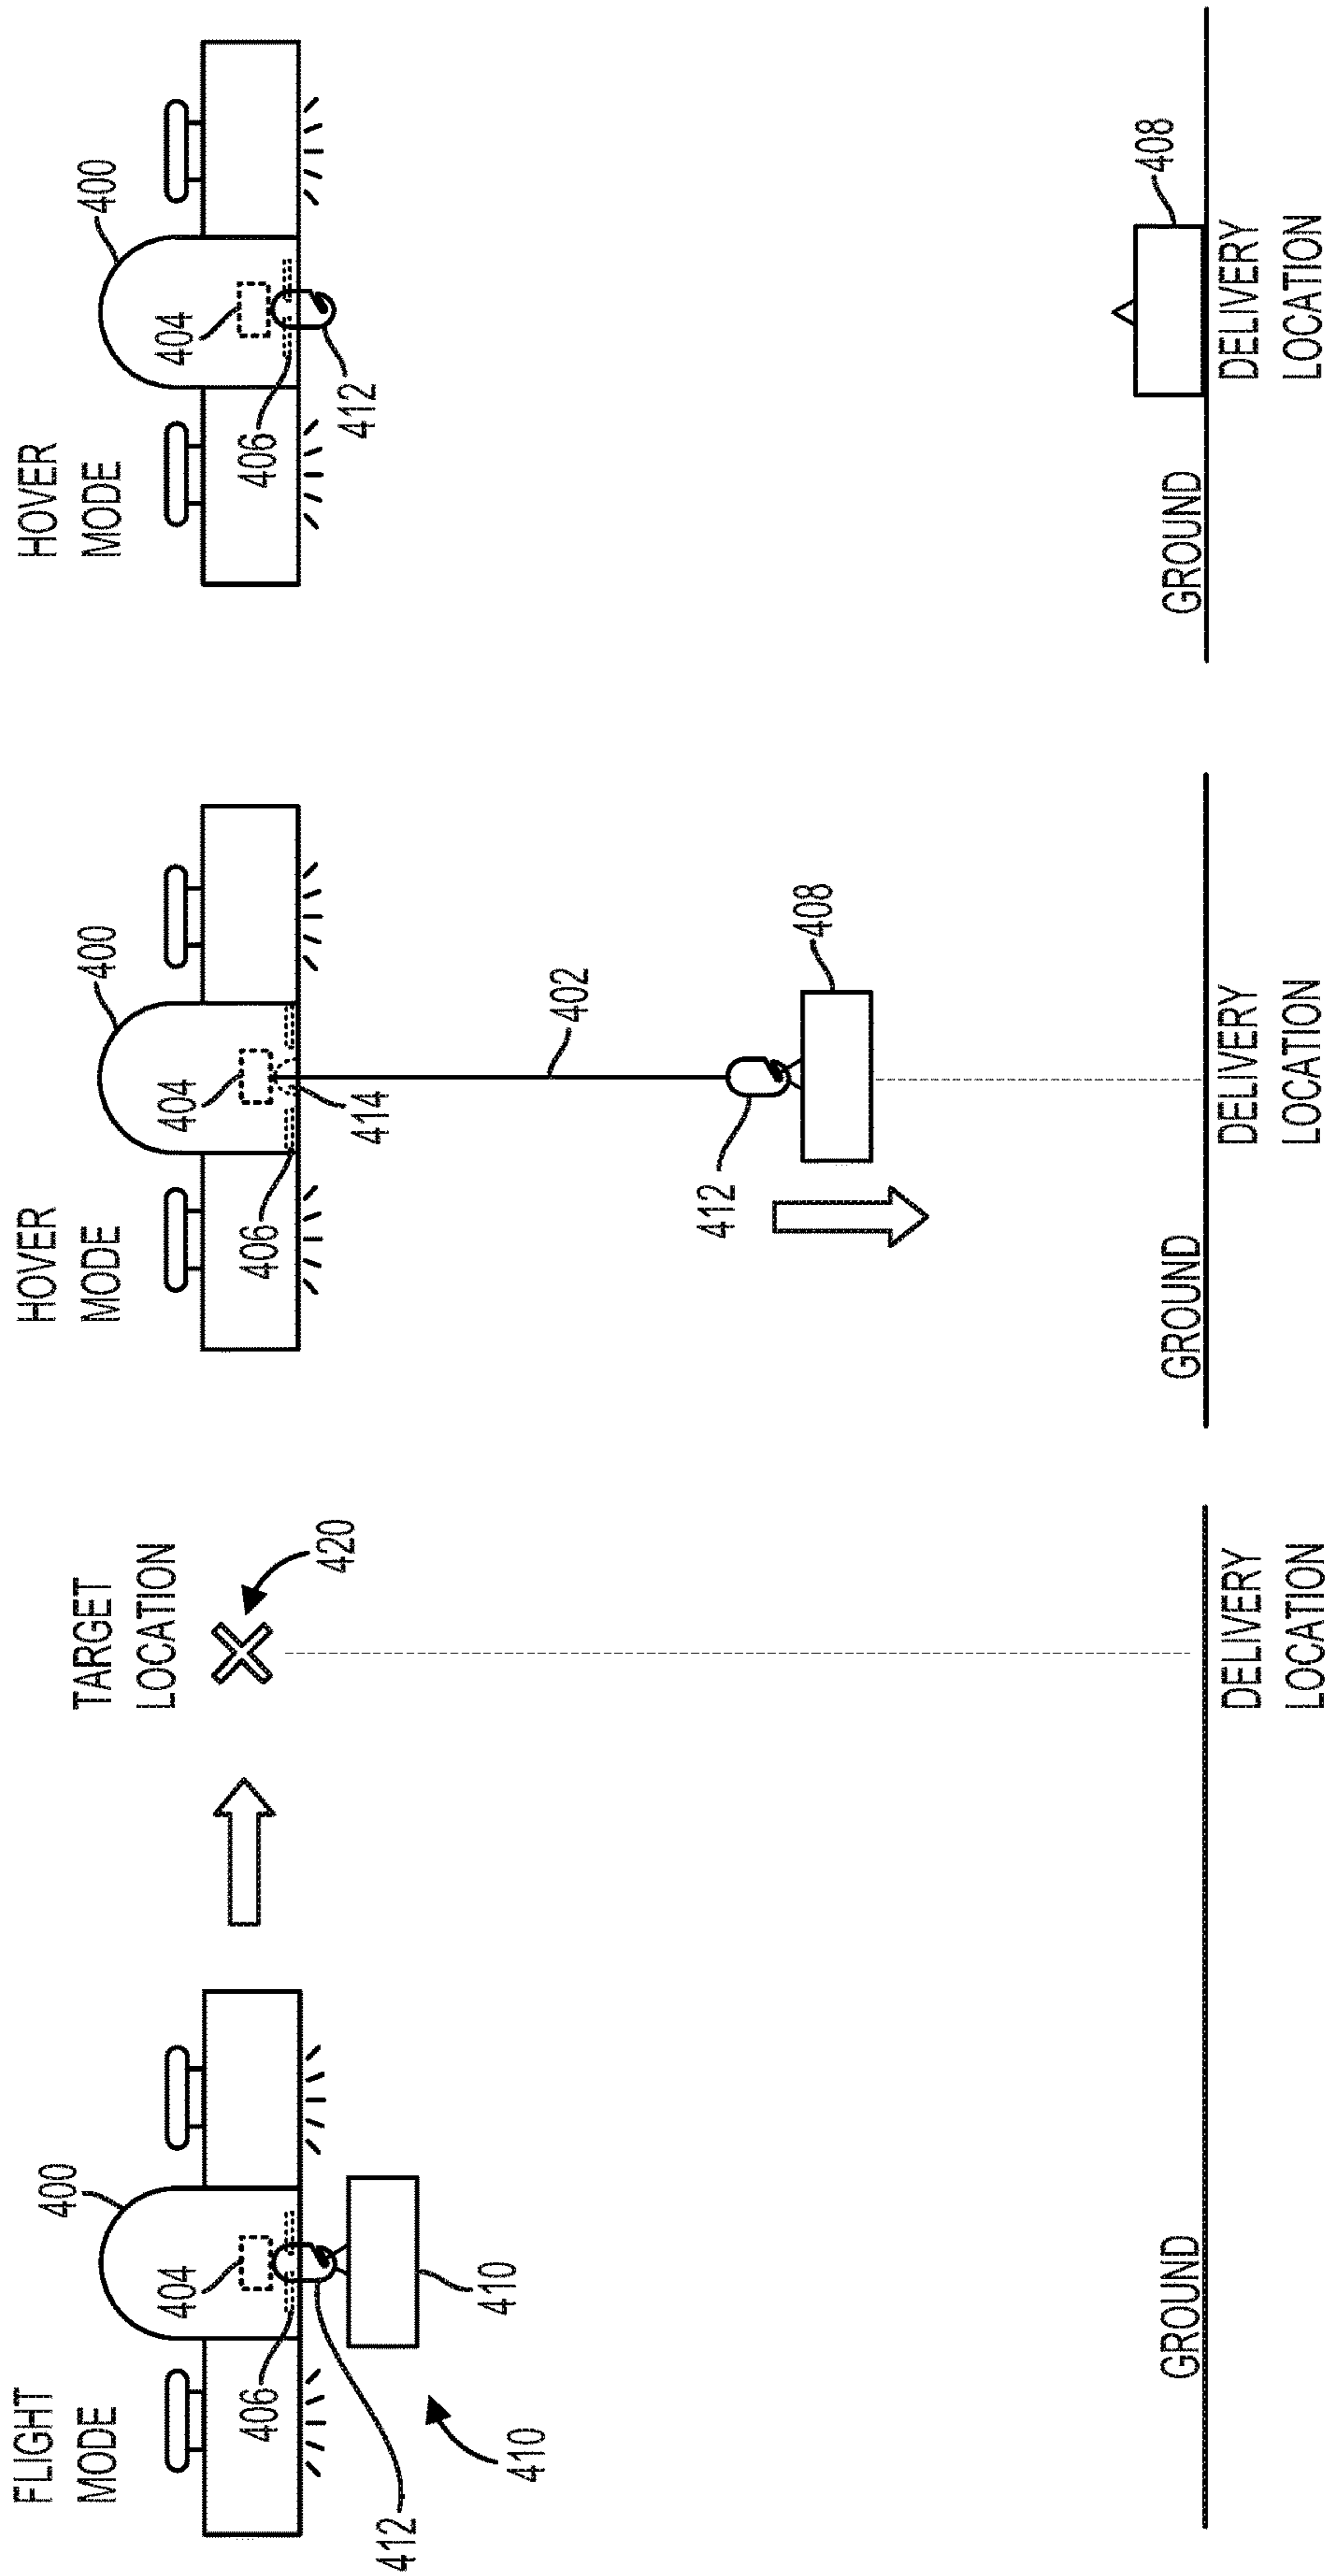 FLIGHT
MODE
400
404
406
412
410
410
TARGET
LOCATION
420
GROUND
DELIVERY
LOCATION
HOVER
MODE
400
404
406
414
402
412
408
GROUND
DELIVERY
LOCATION
HOVER
MODE
400
404
406
412
408
GROUND
DELIVERY
LOCATION